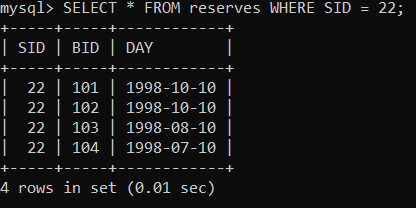 mysql> SELECT * FROM reserves WHERE SID = 22;
+-----+-----+------------+
| SID | BID | DAY        |
+-----+-----+------------+
|  22 | 101 | 1998-10-10 |
|  22 | 102 | 1998-10-10 |
|  22 | 103 | 1998-08-10 |
|  22 | 104 | 1998-07-10 |
+-----+-----+------------+
4 rows in set (0.01 sec)